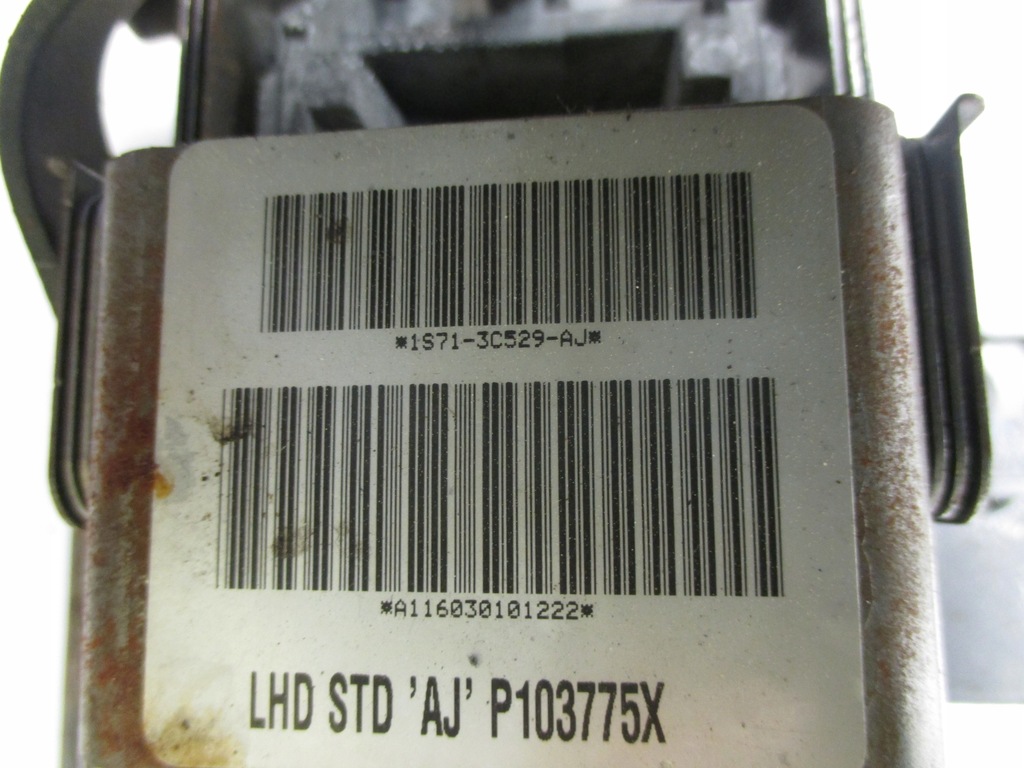 *1S71-3C529-AJ*
*A116030101222*
LHD STD 'AJ' P103775X